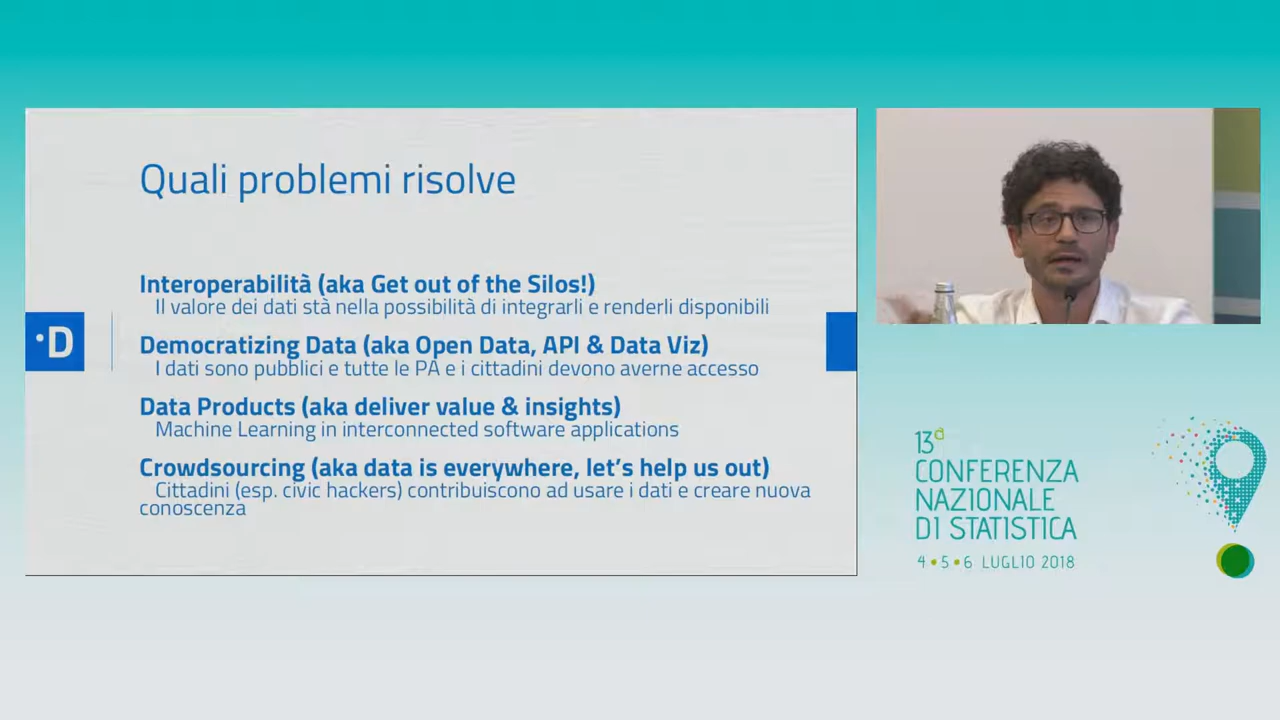 Quali problemi risolve
Interoperabilità (aka Get out of the Silos!)
Il valore dei dati stà nella possibilità di integrarli e renderli disponibili
·D
Democratizing Data (aka Open Data, API & Data Viz)
I dati sono pubblici e tutte le PA e i cittadini devono averne accesso
Data Products (aka deliver value & insights)
Machine Learning in interconnected software applications
Crowdsourcing (aka data is everywhere, let's help us out)
Cittadini (esp. civic hackers) contribuiscono ad usare i dati e creare nuova
conoscenza
13a
CONFERENZA
NAZIONALE
DI STATISTICA
4 • 5 • 6 LUGLIO 2018